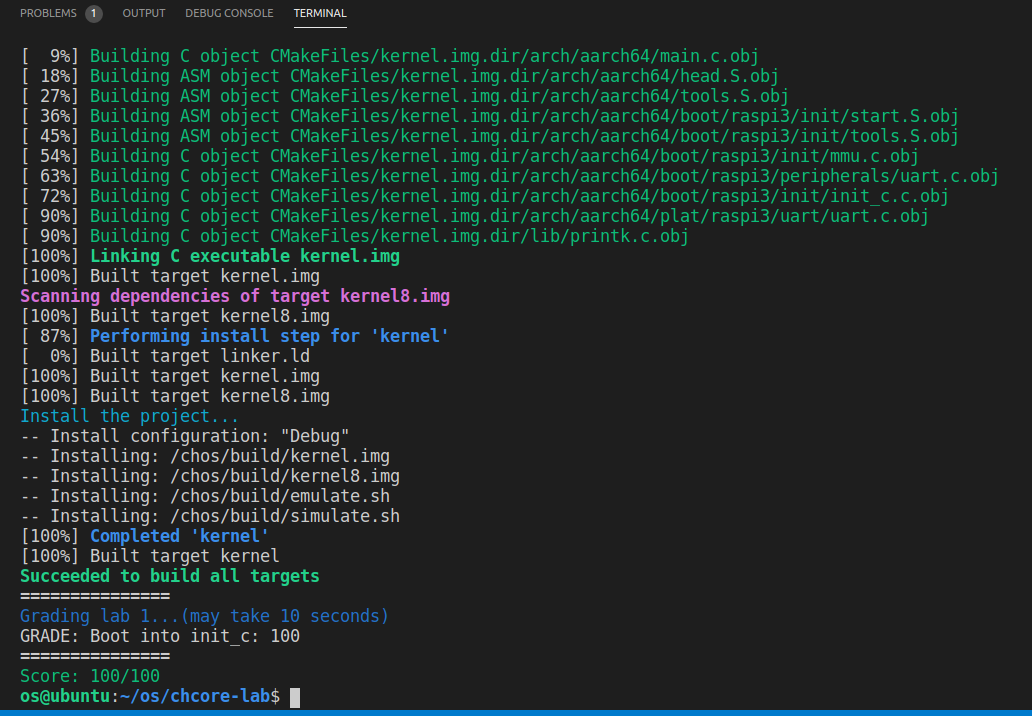 PROBLEMS 1 OUTPUT DEBUG CONSOLE TERMINAL
[  9%] Building C object CMakeFiles/kernel.img.dir/arch/aarch64/main.c.obj
[ 18%] Building ASM object CMakeFiles/kernel.img.dir/arch/aarch64/head.S.obj
[ 27%] Building ASM object CMakeFiles/kernel.img.dir/arch/aarch64/tools.S.obj
[ 36%] Building ASM object CMakeFiles/kernel.img.dir/arch/aarch64/boot/raspi3/init/start.S.obj
[ 45%] Building ASM object CMakeFiles/kernel.img.dir/arch/aarch64/boot/raspi3/init/tools.S.obj
[ 54%] Building C object CMakeFiles/kernel.img.dir/arch/aarch64/boot/raspi3/init/mmu.c.obj
[ 63%] Building C object CMakeFiles/kernel.img.dir/arch/aarch64/boot/raspi3/peripherals/uart.c.obj
[ 72%] Building C object CMakeFiles/kernel.img.dir/arch/aarch64/boot/raspi3/init/init_c.c.obj
[ 90%] Building C object CMakeFiles/kernel.img.dir/arch/aarch64/plat/raspi3/uart/uart.c.obj
[ 90%] Building C object CMakeFiles/kernel.img.dir/lib/printk.c.obj
[100%] Linking C executable kernel.img
[100%] Built target kernel.img
Scanning dependencies of target kernel8.img
[100%] Built target kernel8.img
[ 87%] Performing install step for 'kernel'
[  0%] Built target linker.ld
[100%] Built target kernel.img
[100%] Built target kernel8.img
Install the project...
-- Install configuration: "Debug"
-- Installing: /chos/build/kernel.img
-- Installing: /chos/build/kernel8.img
-- Installing: /chos/build/emulate.sh
-- Installing: /chos/build/simulate.sh
[100%] Completed 'kernel'
[100%] Built target kernel
Succeeded to build all targets
===============
Grading lab 1...(may take 10 seconds)
GRADE: Boot into init_c: 100
===============
Score: 100/100
os@ubuntu:~/os/chcore-lab$